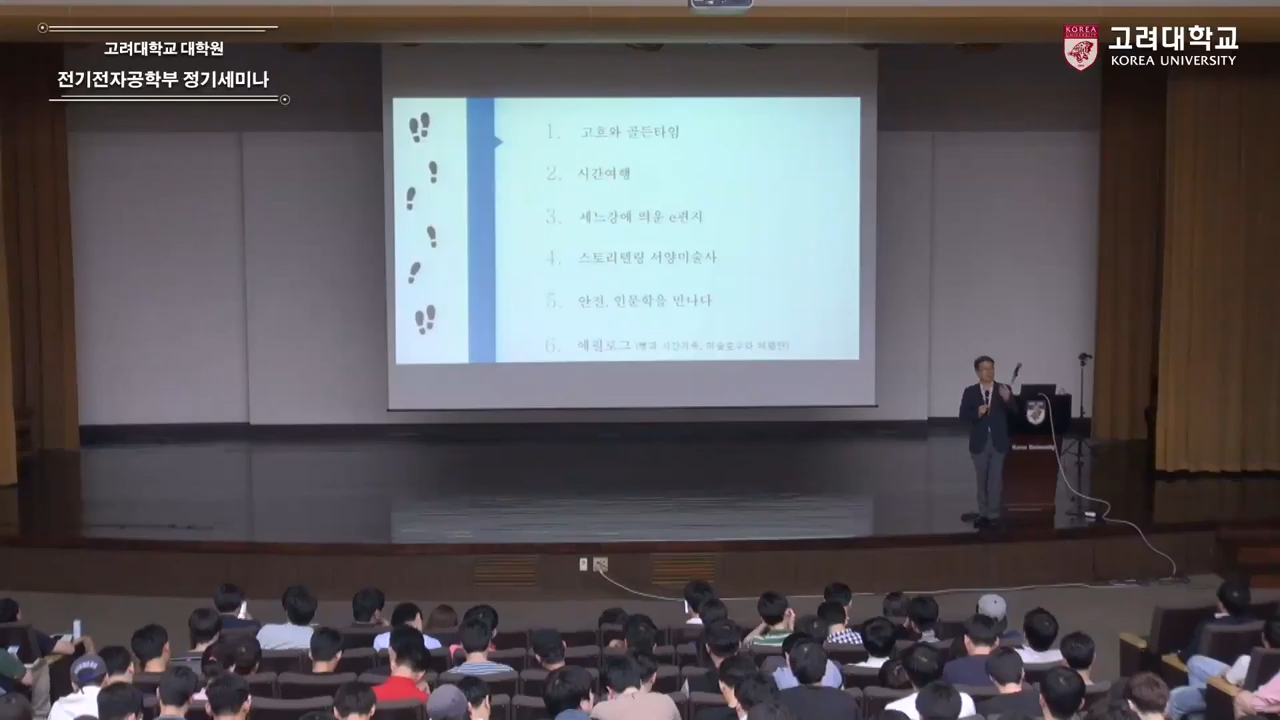 고려대학교 대학원
전기전자공학부 정기세미나
KOREA
UNIVERSITY
고려대학교
KOREA UNIVERSITY
1. 고흐와 골든타임
2. 시간여행
3. 세느강에 띄운 e편지
4. 스토리텔링 서양미술사
5. 안전, 인문학을 만나다
6. 에필로그
Korea University